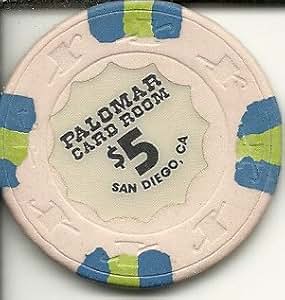 PALOMAR
CARD ROOM
$5
SAN DIEGO, CA